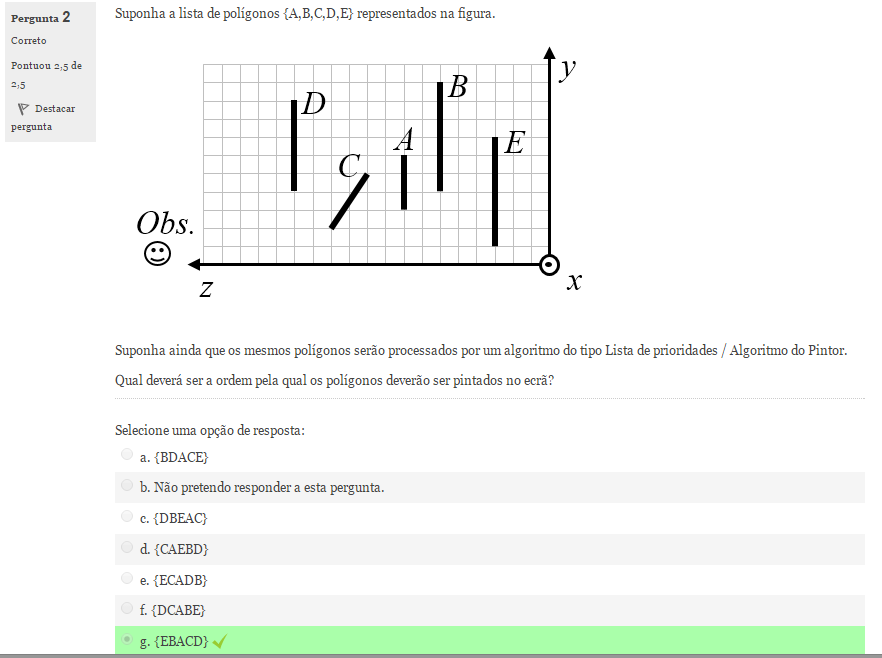 Pergunta 2
Correto
Pontuou 2,5 de
2,5
Destacar
pergunta
Suponha a lista de polígonos {A,B,C,D,E} representados na figura.
y
B
D
A
E
C
Obs.
z
x
Suponha ainda que os mesmos polígonos serão processados por um algoritmo do tipo Lista de prioridades / Algoritmo do Pintor.
Qual deverá ser a ordem pela qual os polígonos deverão ser pintados no ecrã?
Selecione uma opção de resposta:
a. {BDACE}
b. Não pretendo responder a esta pergunta.
c. {DBEAC}
d. {CAEBD}
e. {ECADB}
f. {DCABE}
g. {EBACD}